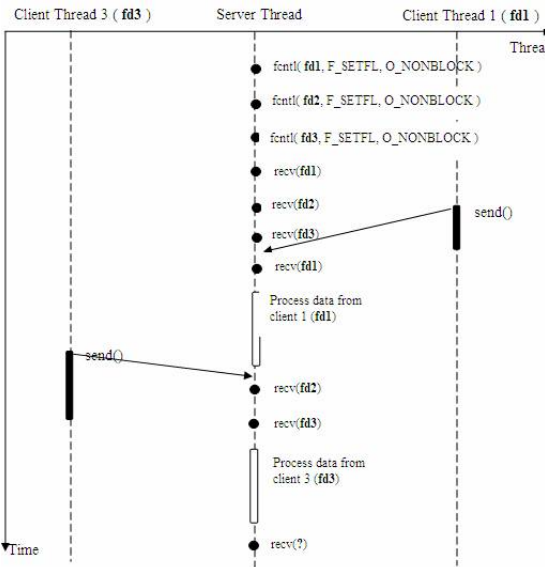 Client Thread 3 ( fd3 )
Server Thread
Client Thread 1 ( fd1 )
Threa
fcntl( fd1, F_SETFL, O_NONBLOCK )
fcntl( fd2, F_SETFL, O_NONBLOCK )
fcntl( fd3, F_SETFL, O_NONBLOCK )
recv(fd1)
recv(fd2)
send()
recv(fd3)
recv(fd1)
Process data from
client 1 (fd1)
send()
recv(fd2)
recv(fd3)
Process data from
client 3 (fd3)
recv(?)
Time